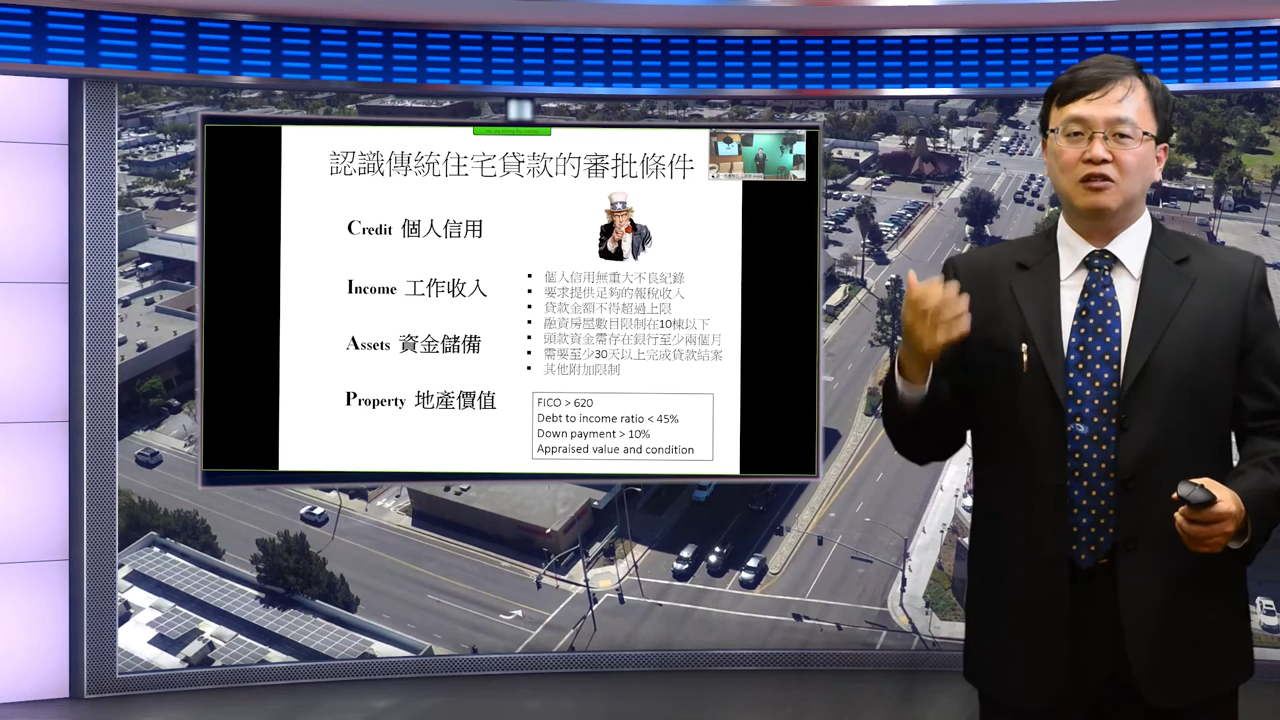 認識傳統住宅貸款的審批條件
Credit 個人信用
Income 工作收入
Assets 資金儲備
Property 地產價值
▪ 個人信用無重大不良紀錄
▪ 要求提供足夠的報稅收入
▪ 貸款金額不得超過上限
▪ 融資房屋數目限制在10棟以下
▪ 頭款資金需存在銀行至少兩個月
▪ 需要至少30天以上完成貸款結案
▪ 其他附加限制
FICO > 620
Debt to income ratio < 45%
Down payment > 10%
Appraised value and condition